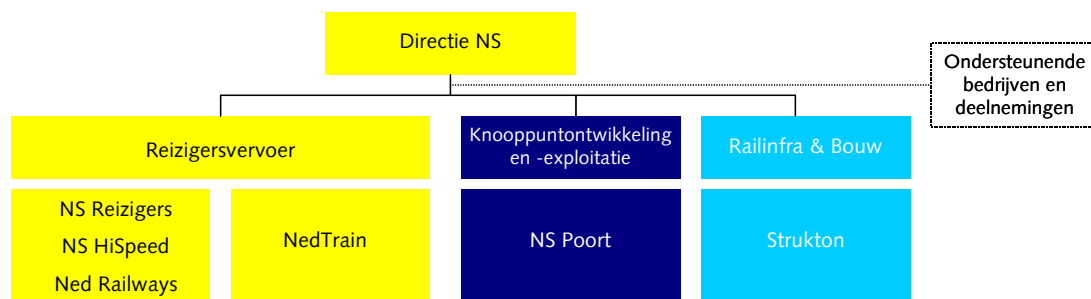 Directie NS
Ondersteunende
bedrijven en
deelnemingen
Reizigersvervoer
Knooppuntontwikkeling
en -exploitatie
Railinfra & Bouw
NS Reizigers
NS HiSpeed
Ned Railways
NedTrain
NS Poort
Strukton